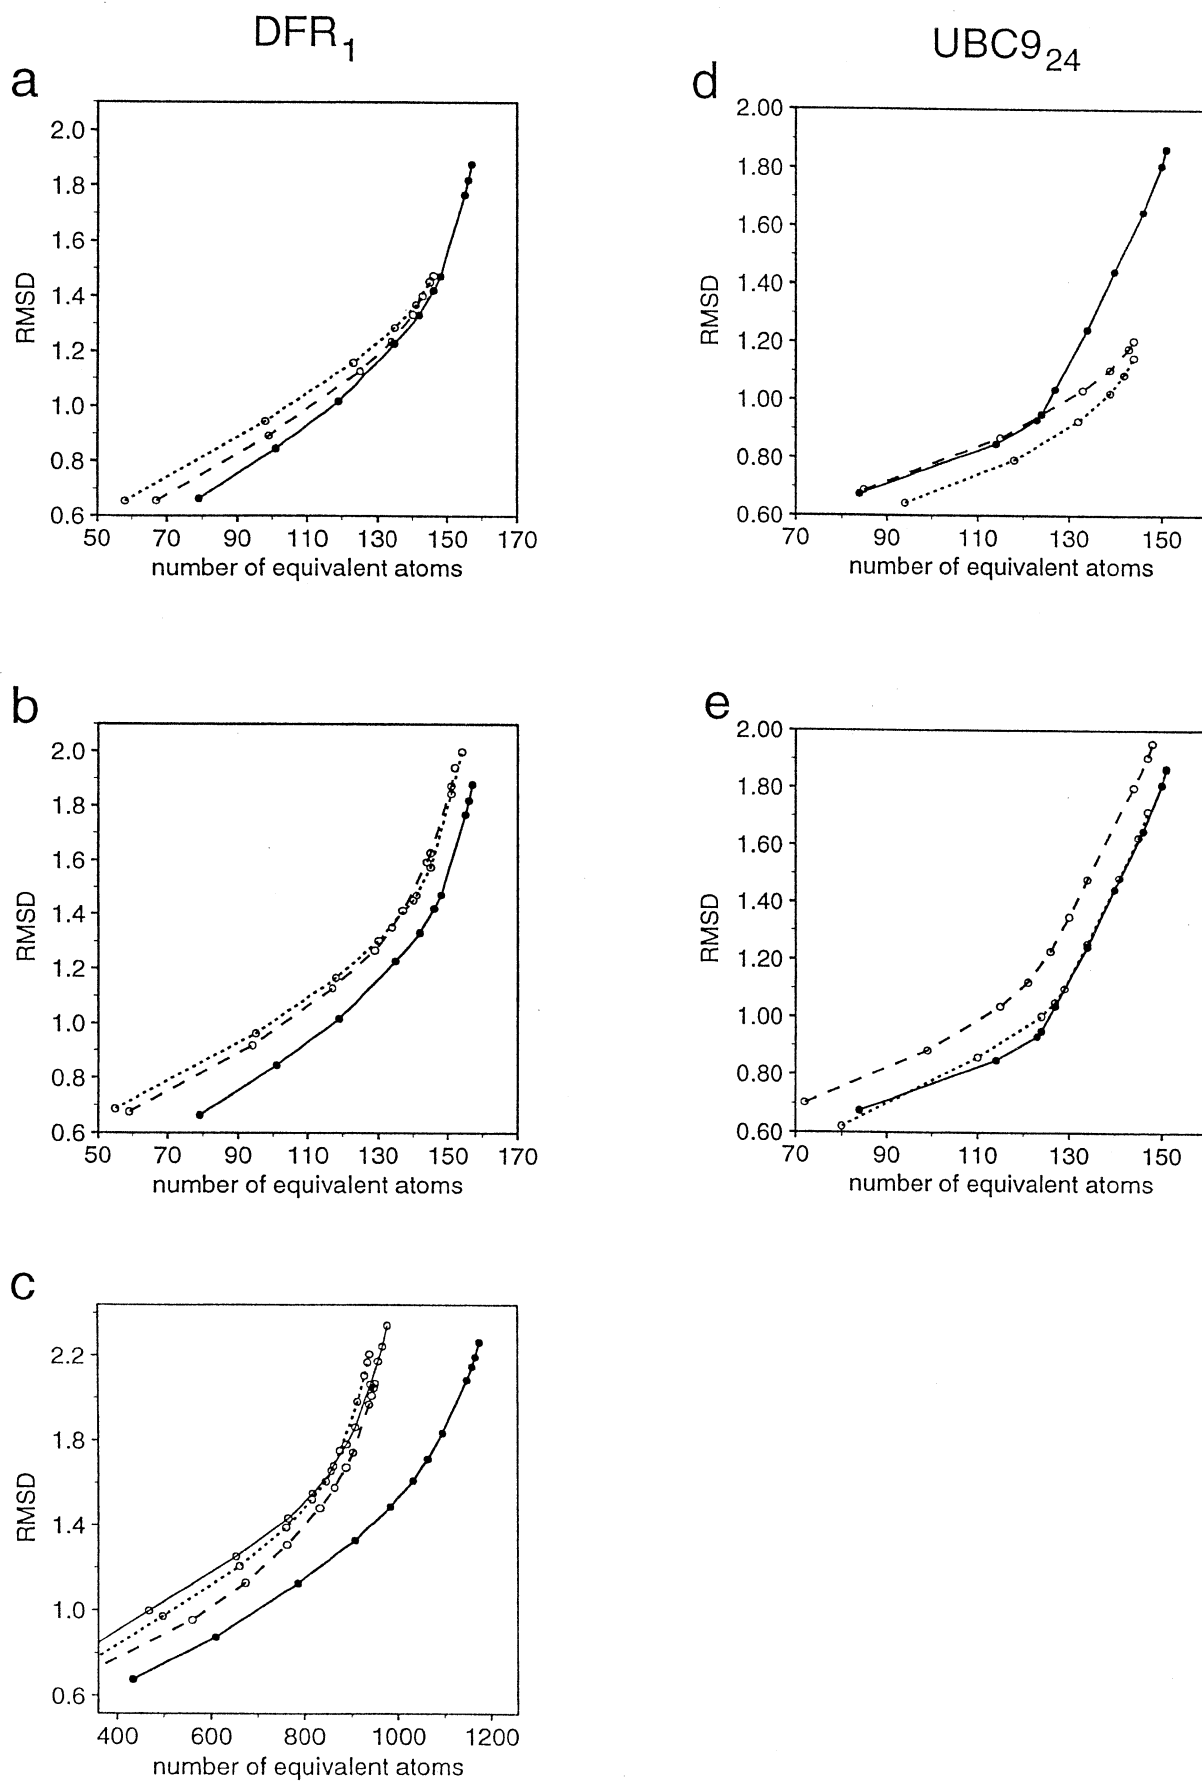 DFR1
UBC924
a
2.0
1.8
1.6
1.4
1.2
1.0
0.8
0.6
RMSD
50 70 90 110 130 150 170
number of equivalent atoms
d
2.00
1.80
1.60
1.40
1.20
1.00
0.80
0.60
RMSD
70 90 110 130 150
number of equivalent atoms
b
2.0
1.8
1.6
1.4
1.2
1.0
0.8
0.6
RMSD
50 70 90 110 130 150 170
number of equivalent atoms
e
2.00
1.80
1.60
1.40
1.20
1.00
0.80
0.60
RMSD
70 90 110 130 150
number of equivalent atoms
c
2.2
1.8
1.4
1.0
0.6
RMSD
400 600 800 1000 1200
number of equivalent atoms